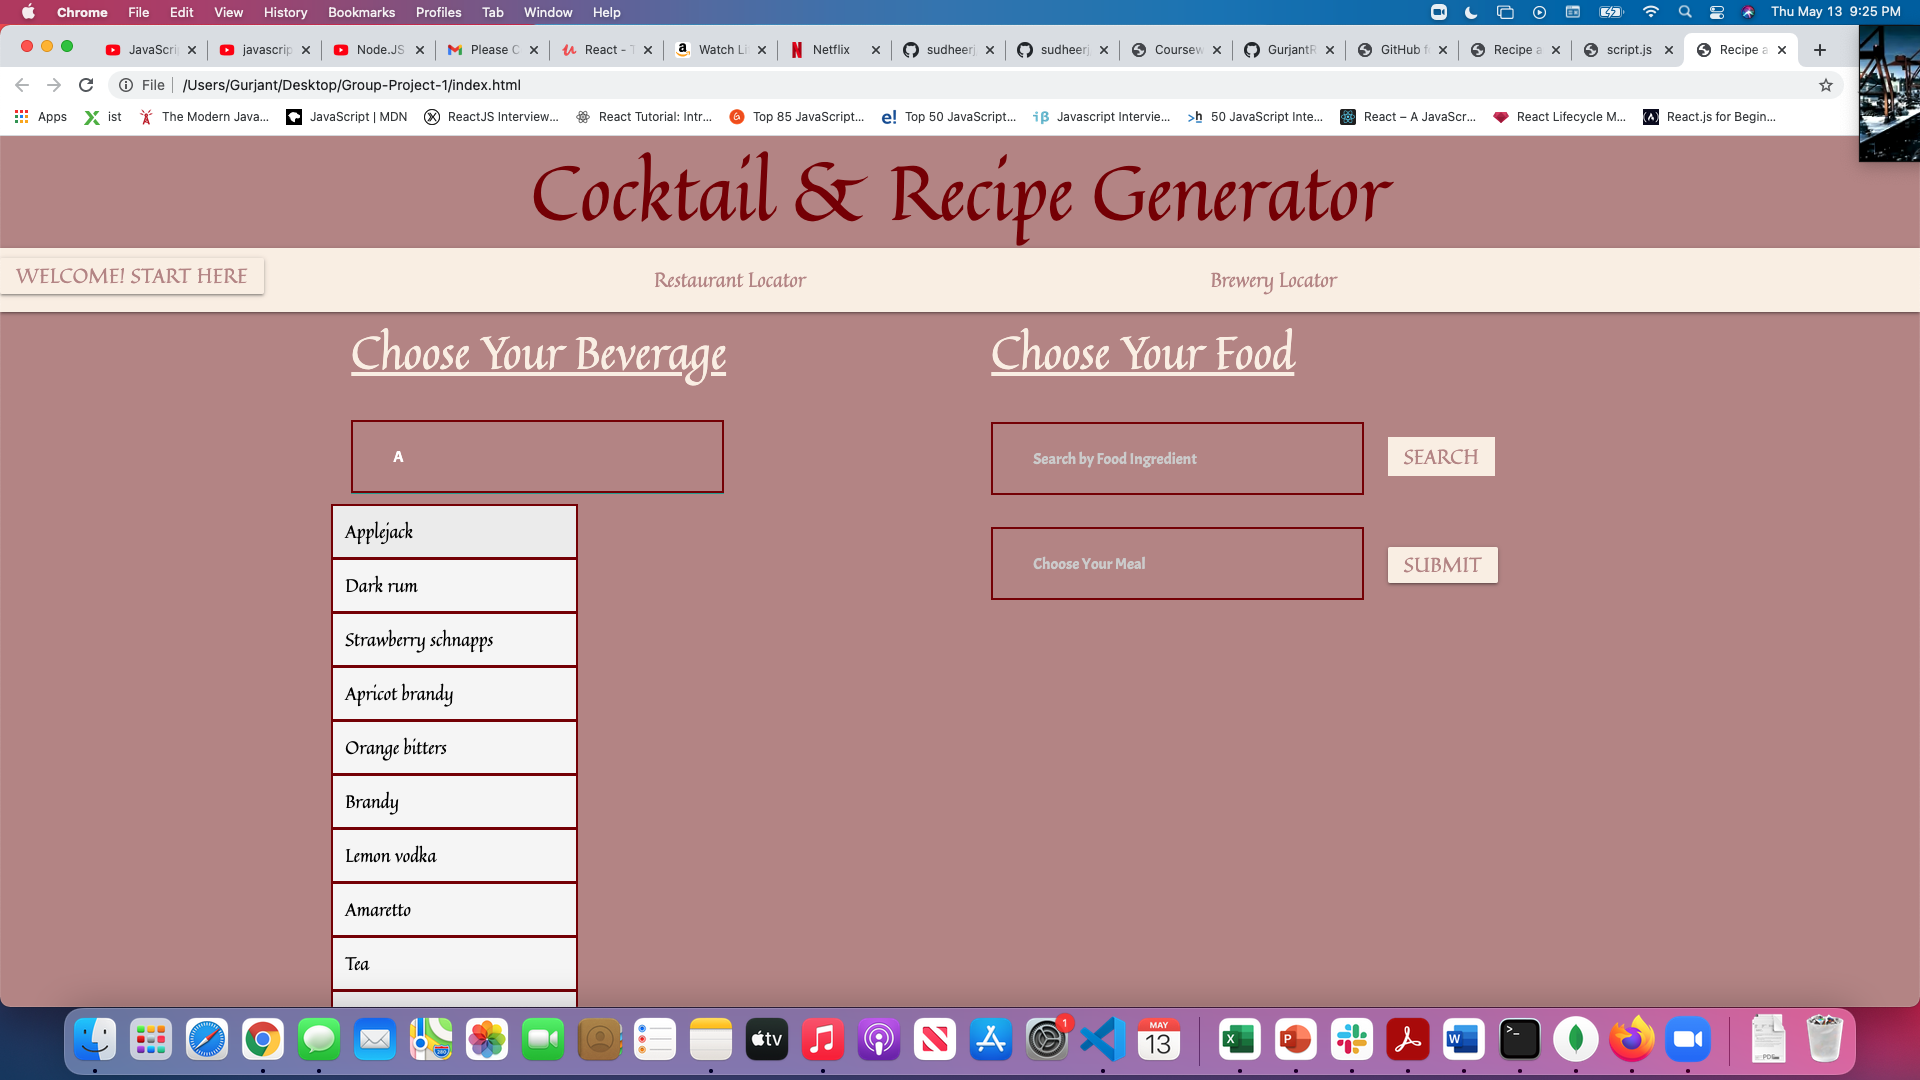 Chrome File Edit View History Bookmarks Profiles Tab Window Help Thu May 13 9:25 PM
JavaScri javascrip Node.JS Please C React - T Watch Li Netflix sudheerj sudheerj Coursew GurjantR GitHub f Recipe a script.js Recipe a
File /Users/Gurjant/Desktop/Group-Project-1/index.html
Apps ist The Modern Java... JavaScript | MDN ReactJS Interview... React Tutorial: Intr... Top 85 JavaScript... Top 50 JavaScript... Javascript Intervie... 50 JavaScript Inte... React – A JavaScr... React Lifecycle M... React.js for Begin...
Cocktail & Recipe Generator
WELCOME! START HERE Restaurant Locator Brewery Locator
Choose Your Beverage Choose Your Food
A
Search by Food Ingredient SEARCH
Applejack
Choose Your Meal SUBMIT
Dark rum
Strawberry schnapps
Apricot brandy
Orange bitters
Brandy
Lemon vodka
Amaretto
Tea
280 tv 1 MAY 13